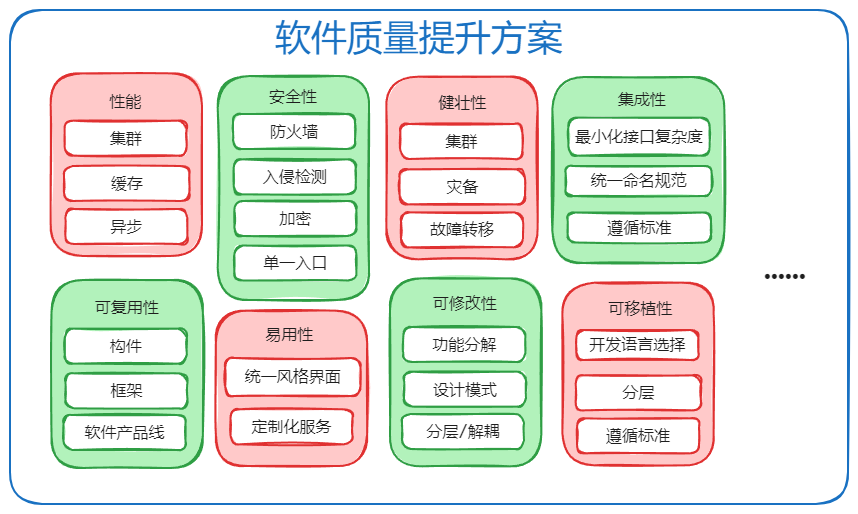 软件质量提升方案
性能
集群
缓存
异步
安全性
防火墙
入侵检测
加密
单一入口
健壮性
集群
灾备
故障转移
集成性
最小化接口复杂度
统一命名规范
遵循标准
......
可复用性
构件
框架
软件产品线
易用性
统一风格界面
定制化服务
可修改性
功能分解
设计模式
分层/解耦
可移植性
开发语言选择
分层
遵循标准